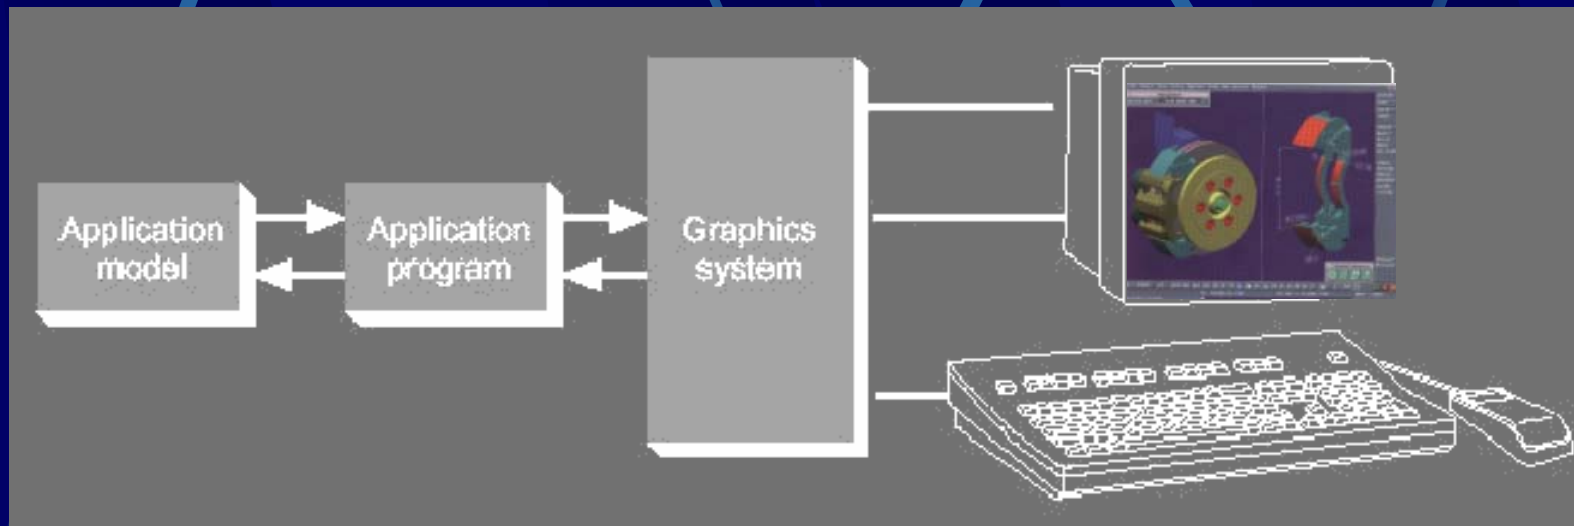 Application
model
Application
program
Graphics
system